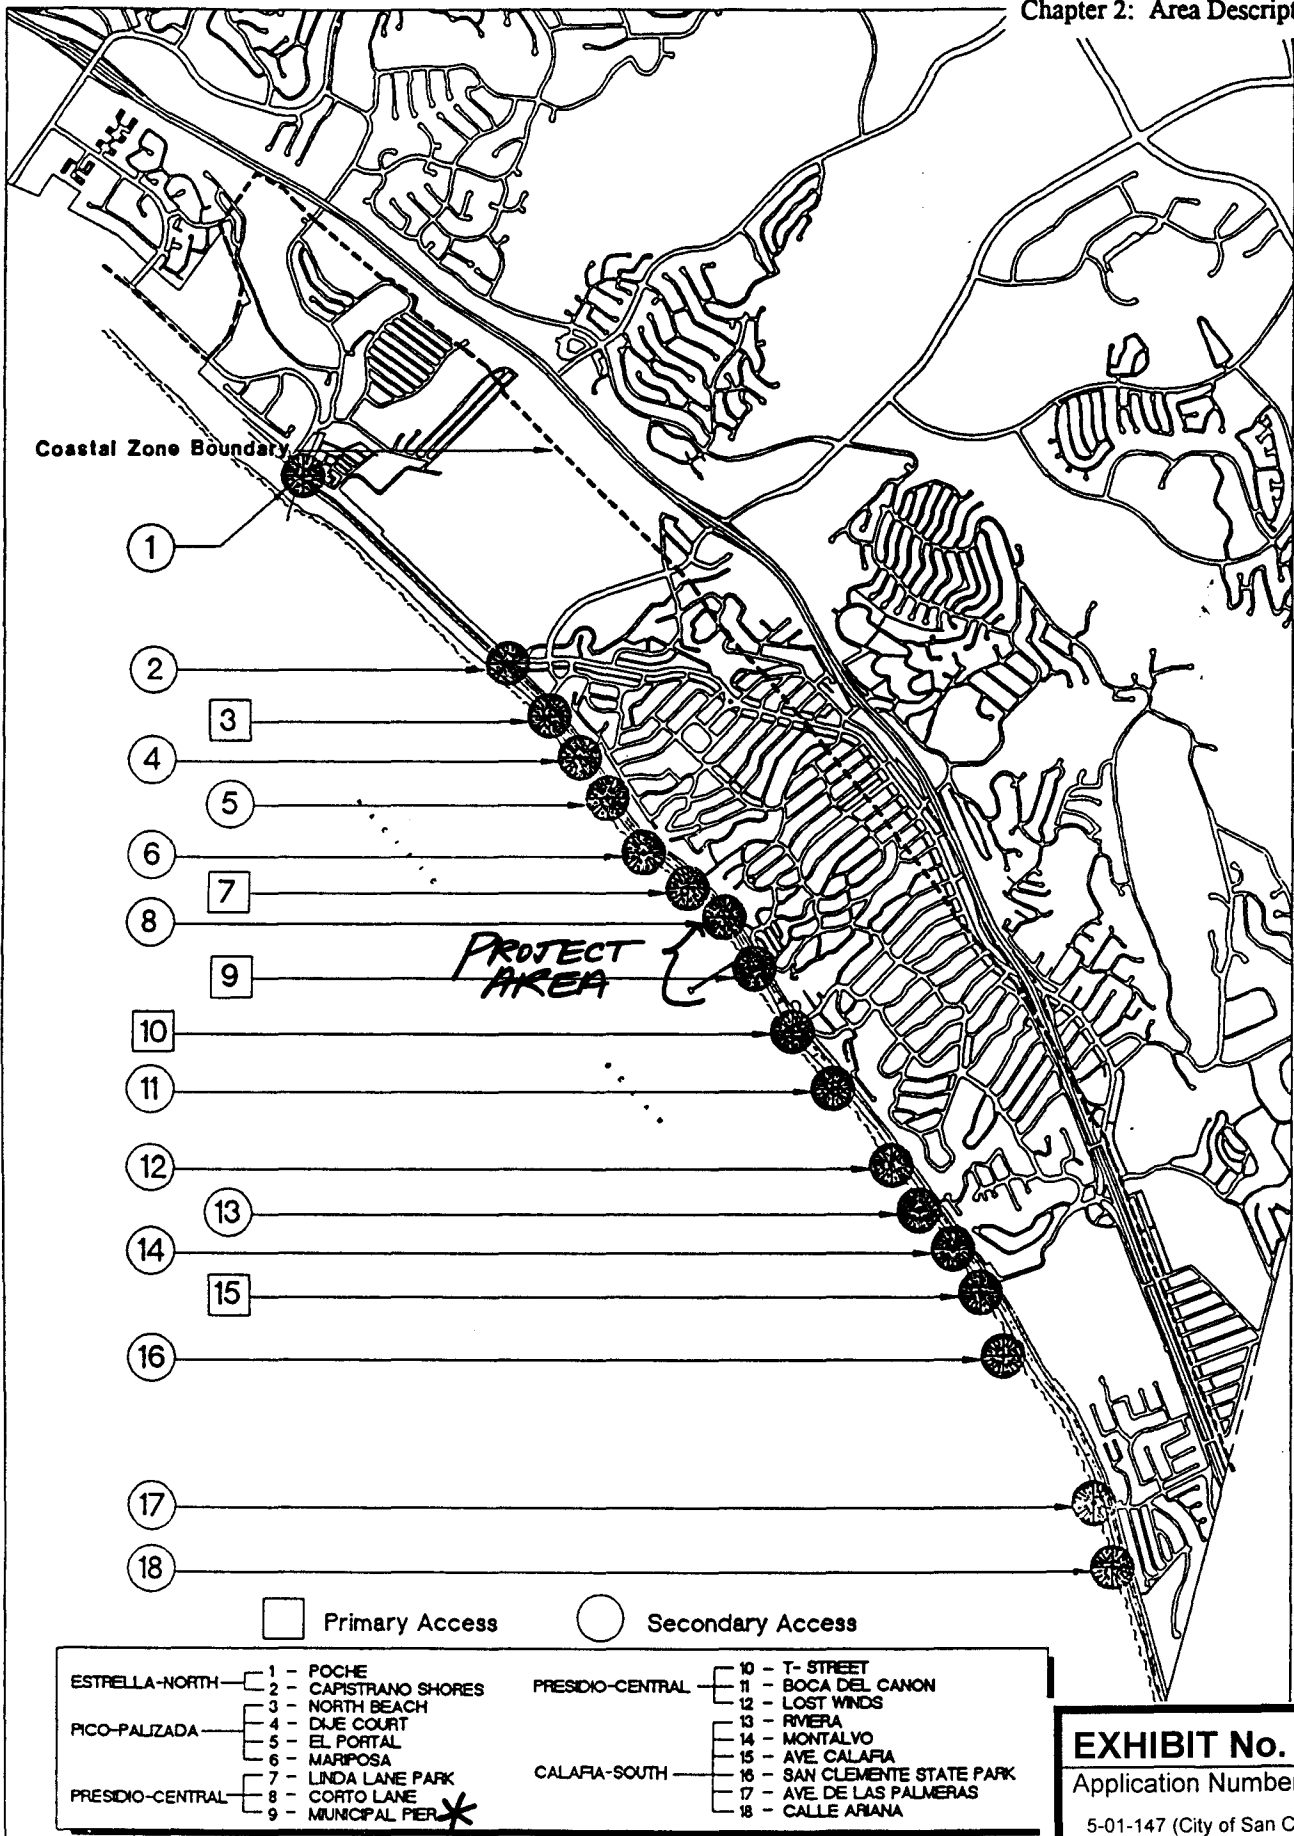 Chapter 2: Area Descript
Coastal Zone Boundary
1
2
3
4
5
6
7
8
PROJECT
AREA
9
10
11
12
13
14
15
16
17
18
Primary Access
Secondary Access
ESTRELLA-NORTH
1 - POCHE
2 - CAPISTRANO SHORES
PICO-PALIZADA
3 - NORTH BEACH
4 - DIJE COURT
5 - EL PORTAL
6 - MARIPOSA
PRESIDIO-CENTRAL
7 - LINDA LANE PARK
8 - CORTO LANE
9 - MUNICIPAL PIER
PRESIDIO-CENTRAL
10 - T- STREET
11 - BOCA DEL CANON
12 - LOST WINDS
CALAFIA-SOUTH
13 - RIVIERA
14 - MONTALVO
15 - AVE. CALAFIA
16 - SAN CLEMENTE STATE PARK
17 - AVE. DE LAS PALMERAS
18 - CALLE ARIANA
EXHIBIT No.
Application Number
5-01-147 (City of San C